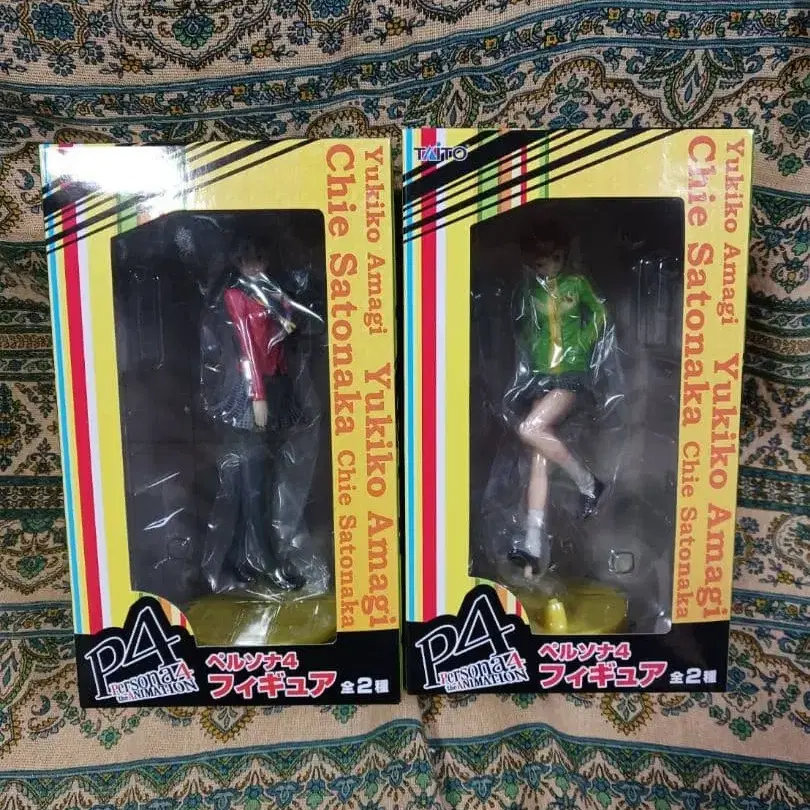 Yukiko Amagi
Chie Satonaka
Yukiko Amagi
Chie Satonaka
P4
Persona4
the ANIMATION
ペルソナ4
フィギュア
全2種
TAITO
Yukiko Amagi
Chie Satonaka
Yukiko Amagi
Chie Satonaka
P4
Persona4
the ANIMATION
ペルソナ4
フィギュア
全2種